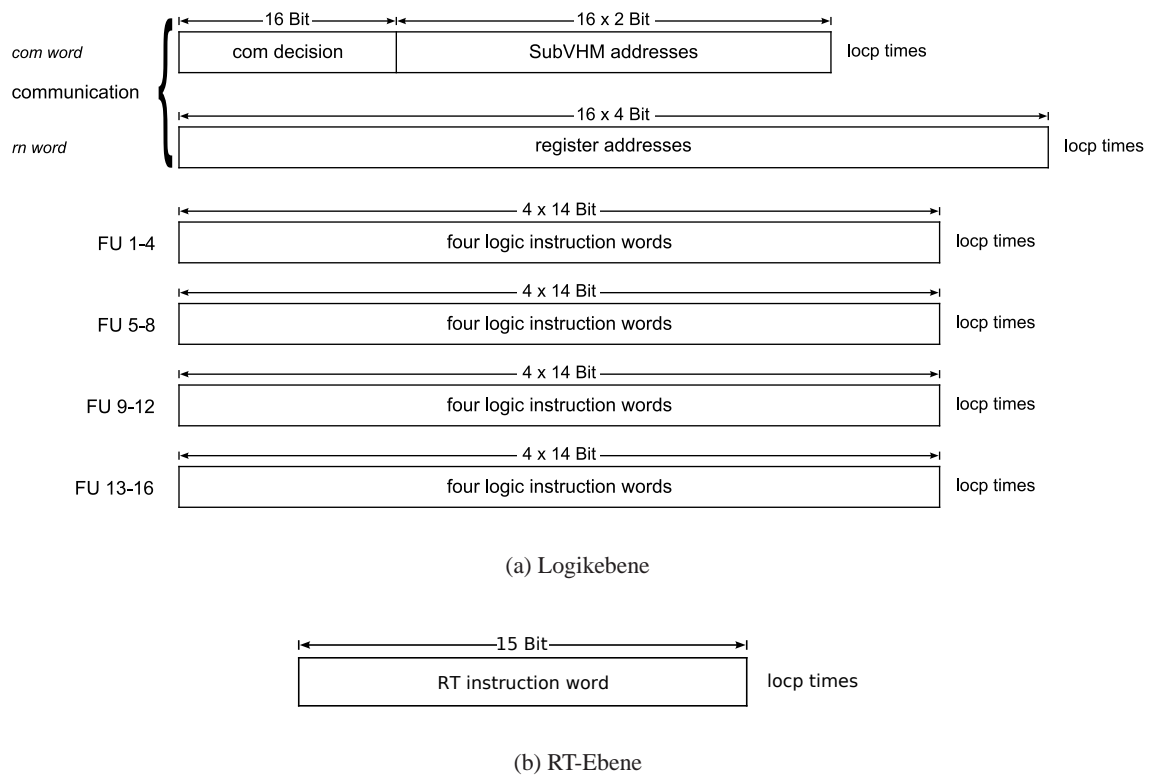 16 Bit 16 x 2 Bit
com word com decision SubVHM addresses locp times
communication
16 x 4 Bit
rn word register addresses locp times
4 x 14 Bit
FU 1-4 four logic instruction words locp times
4 x 14 Bit
FU 5-8 four logic instruction words locp times
4 x 14 Bit
FU 9-12 four logic instruction words locp times
4 x 14 Bit
FU 13-16 four logic instruction words locp times
(a) Logikebene
15 Bit
RT instruction word locp times
(b) RT-Ebene